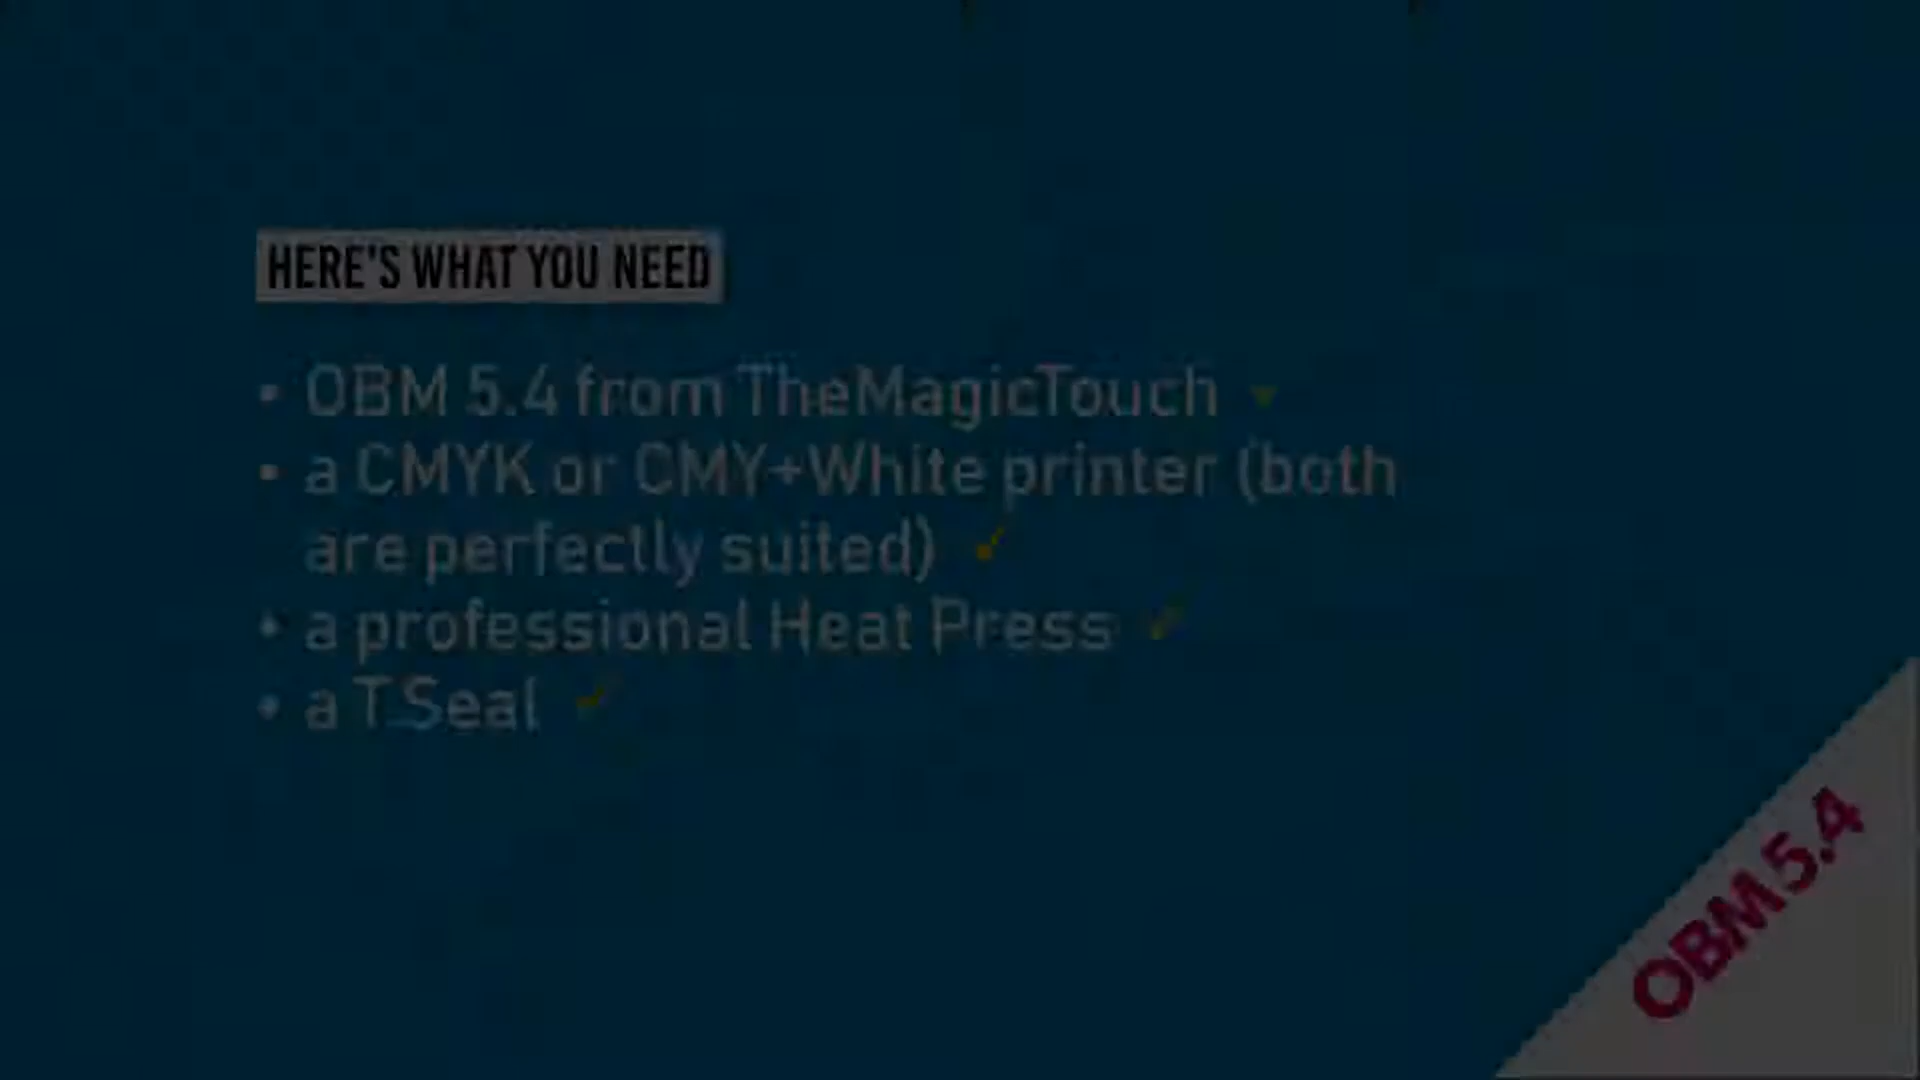 HERE'S WHAT YOU NEED
• OBM 5.4 from TheMagicTouch
• a CMYK or CMY+White printer (both
are perfectly suited) ✓
• a professional Heat Press ✓
• a T.Seal ✓
OBM 5.4